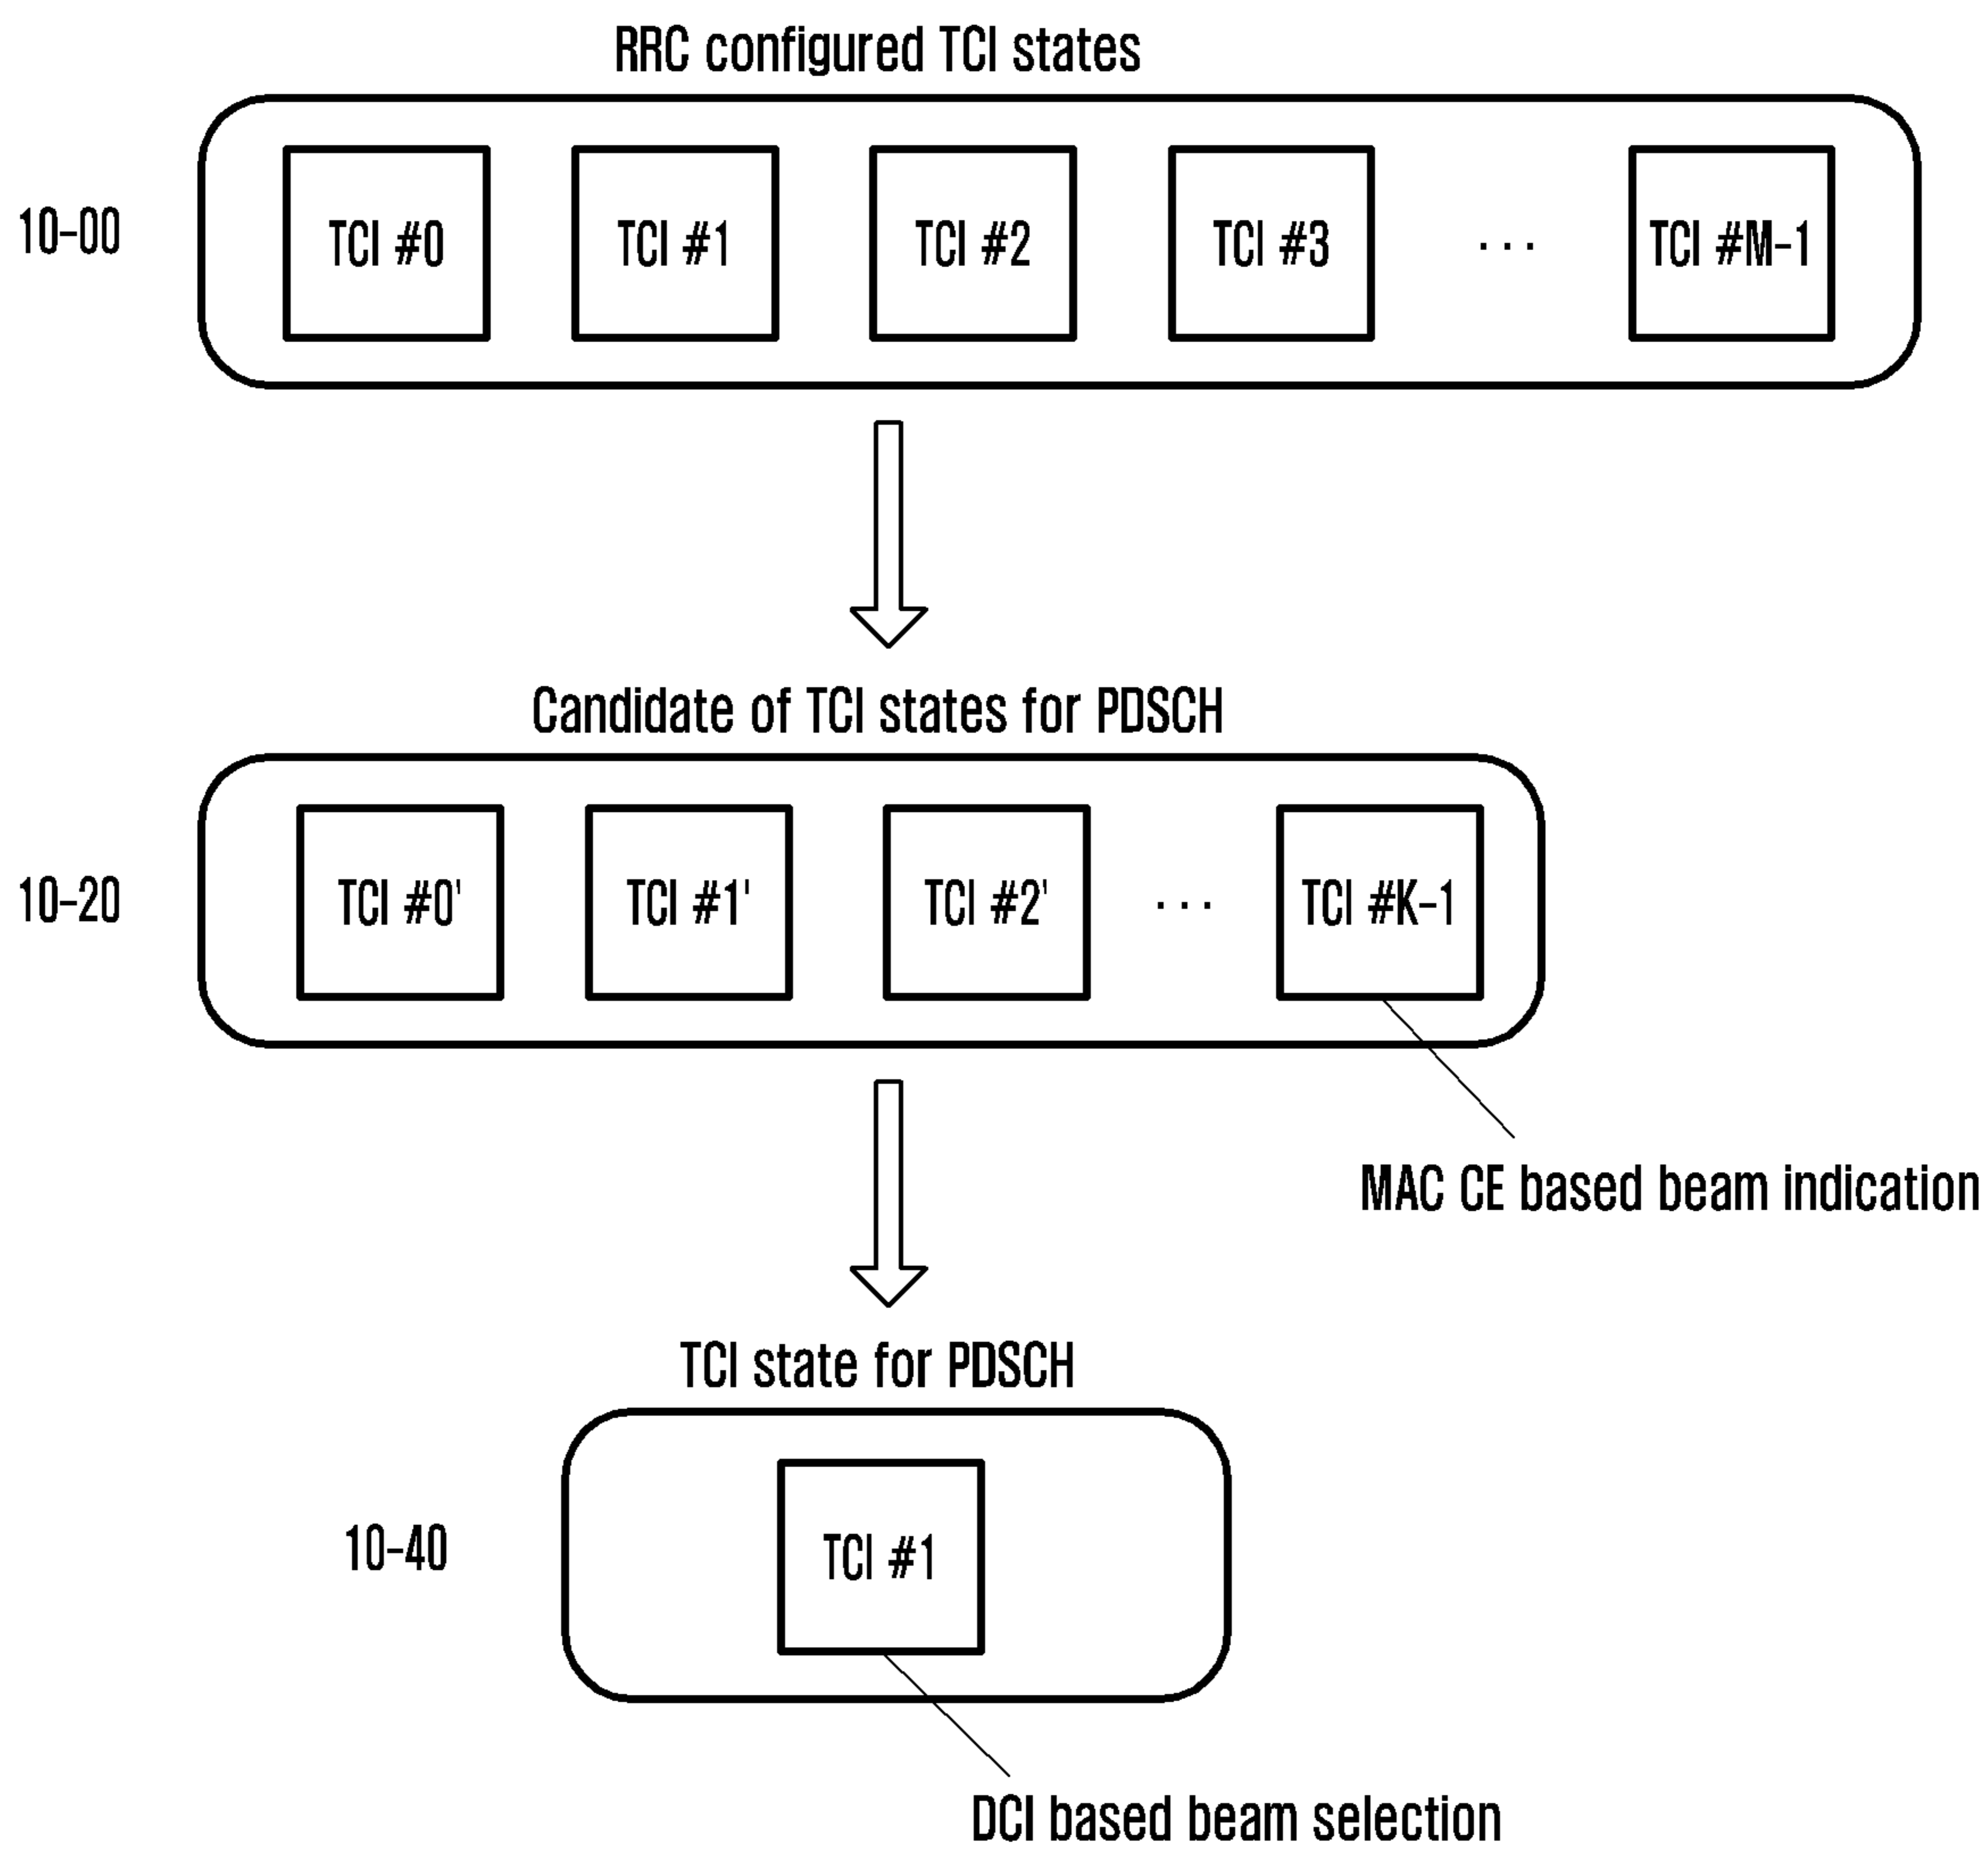 RRC configured TCI states
10-00
TCI #0 TCI #1 TCI #2 TCI #3 ... TCI #M-1
Candidate of TCI states for PDSCH
10-20
TCI #0' TCI #1' TCI #2' ... TCI #K-1
MAC CE based beam indication
TCI state for PDSCH
10-40
TCI #1
DCI based beam selection